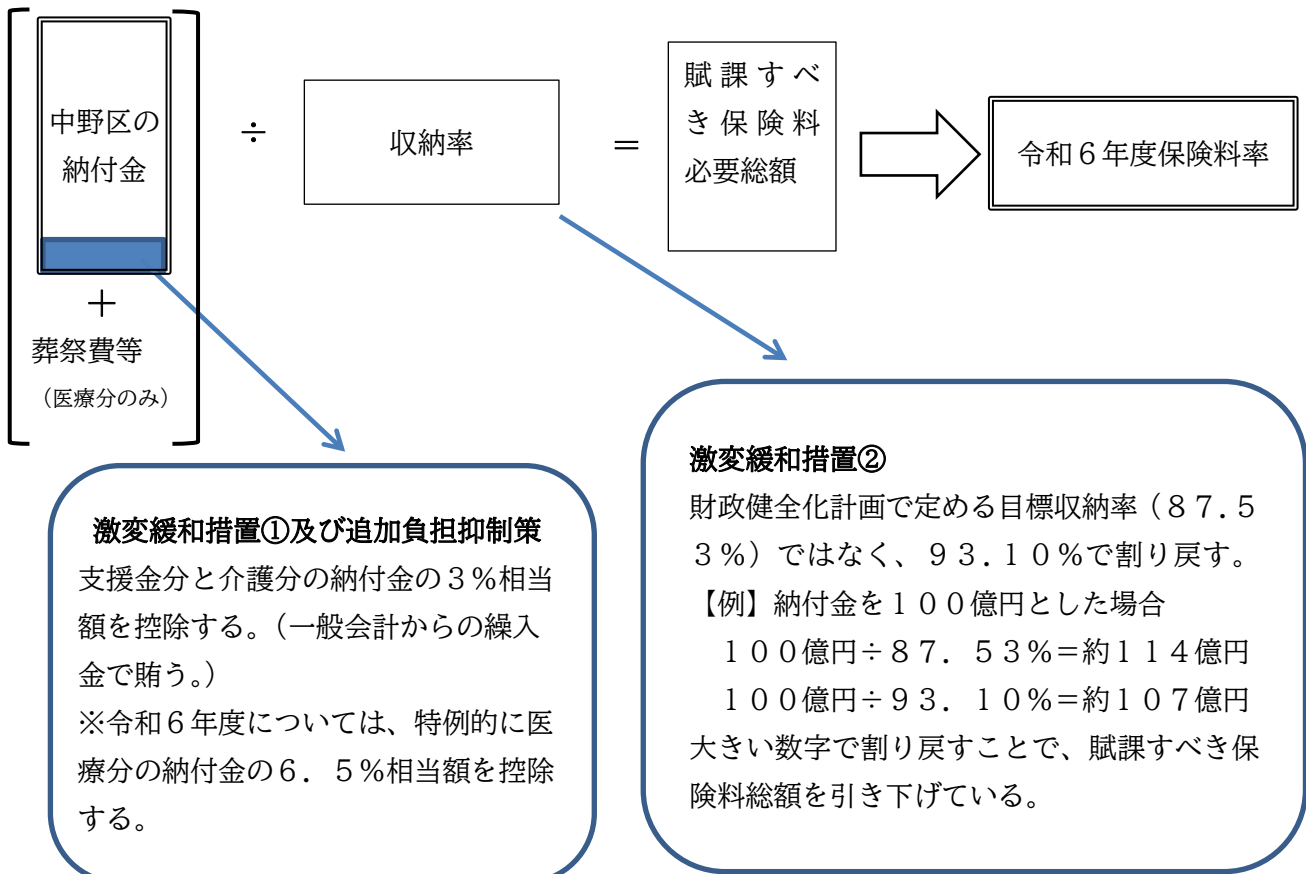 中野区の
納付金
＋
葬祭費等
（医療分のみ）
÷
収納率
＝
賦課すべ
き保険料
必要総額
令和６年度保険料率
激変緩和措置①及び追加負担抑制策
支援金分と介護分の納付金の３％相当
額を控除する。（一般会計からの繰入
金で賄う。）
※令和６年度については、特例的に医
療分の納付金の６．５％相当額を控除
する。
激変緩和措置②
財政健全化計画で定める目標収納率（８７．５
３％）ではなく、９３．１０％で割り戻す。
【例】納付金を１００億円とした場合
１００億円÷８７．５３％＝約１１４億円
１００億円÷９３．１０％＝約１０７億円
大きい数字で割り戻すことで、賦課すべき保
険料総額を引き下げている。